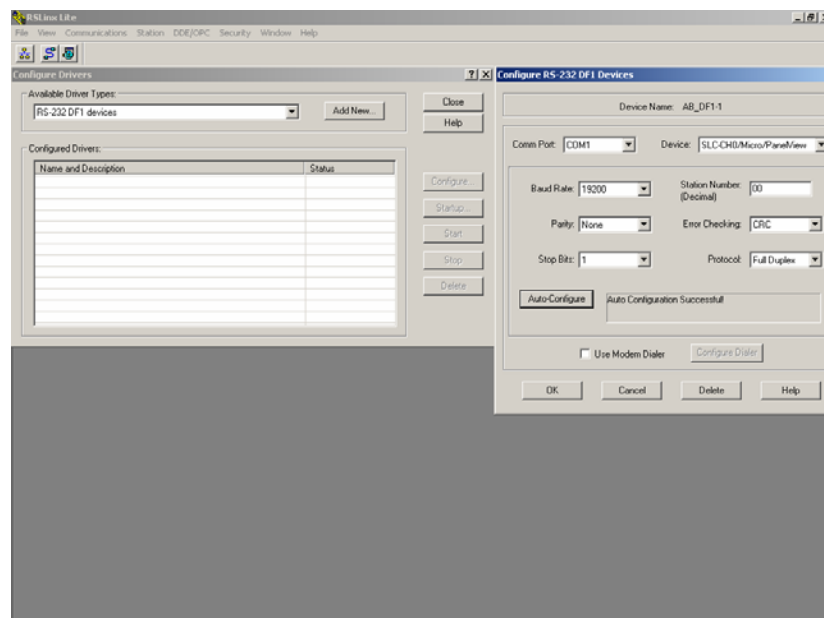 RSLinx Lite
File View Communications Station DDE/OPC Security Window Help
Configure Drivers
Available Driver Types:
RS-232 DF1 devices
Add New...
Close
Help
Configured Drivers:
Name and Description Status
Configure...
Startup...
Start
Stop
Delete
Configure RS-232 DF1 Devices
Device Name: AB_DF1-1
Comm Port: COM1 Device: SLC-CH0/Micro/PanelView
Baud Rate: 19200 Station Number: 00
(Decimal)
Parity: None Error Checking: CRC
Stop Bits: 1 Protocol: Full Duplex
Auto-Configure Auto Configuration Successful!
Use Modem Dialer Configure Dialer
OK Cancel Delete Help